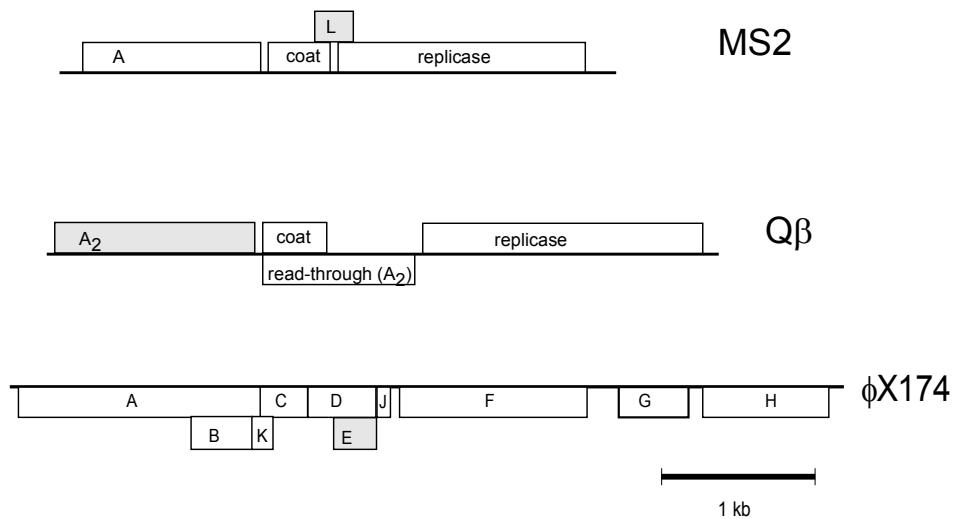 L
MS2
A coat replicase
A₂ coat replicase
Qβ
read-through (A₂)
ϕX174
A C D J F G H
B K E
1 kb